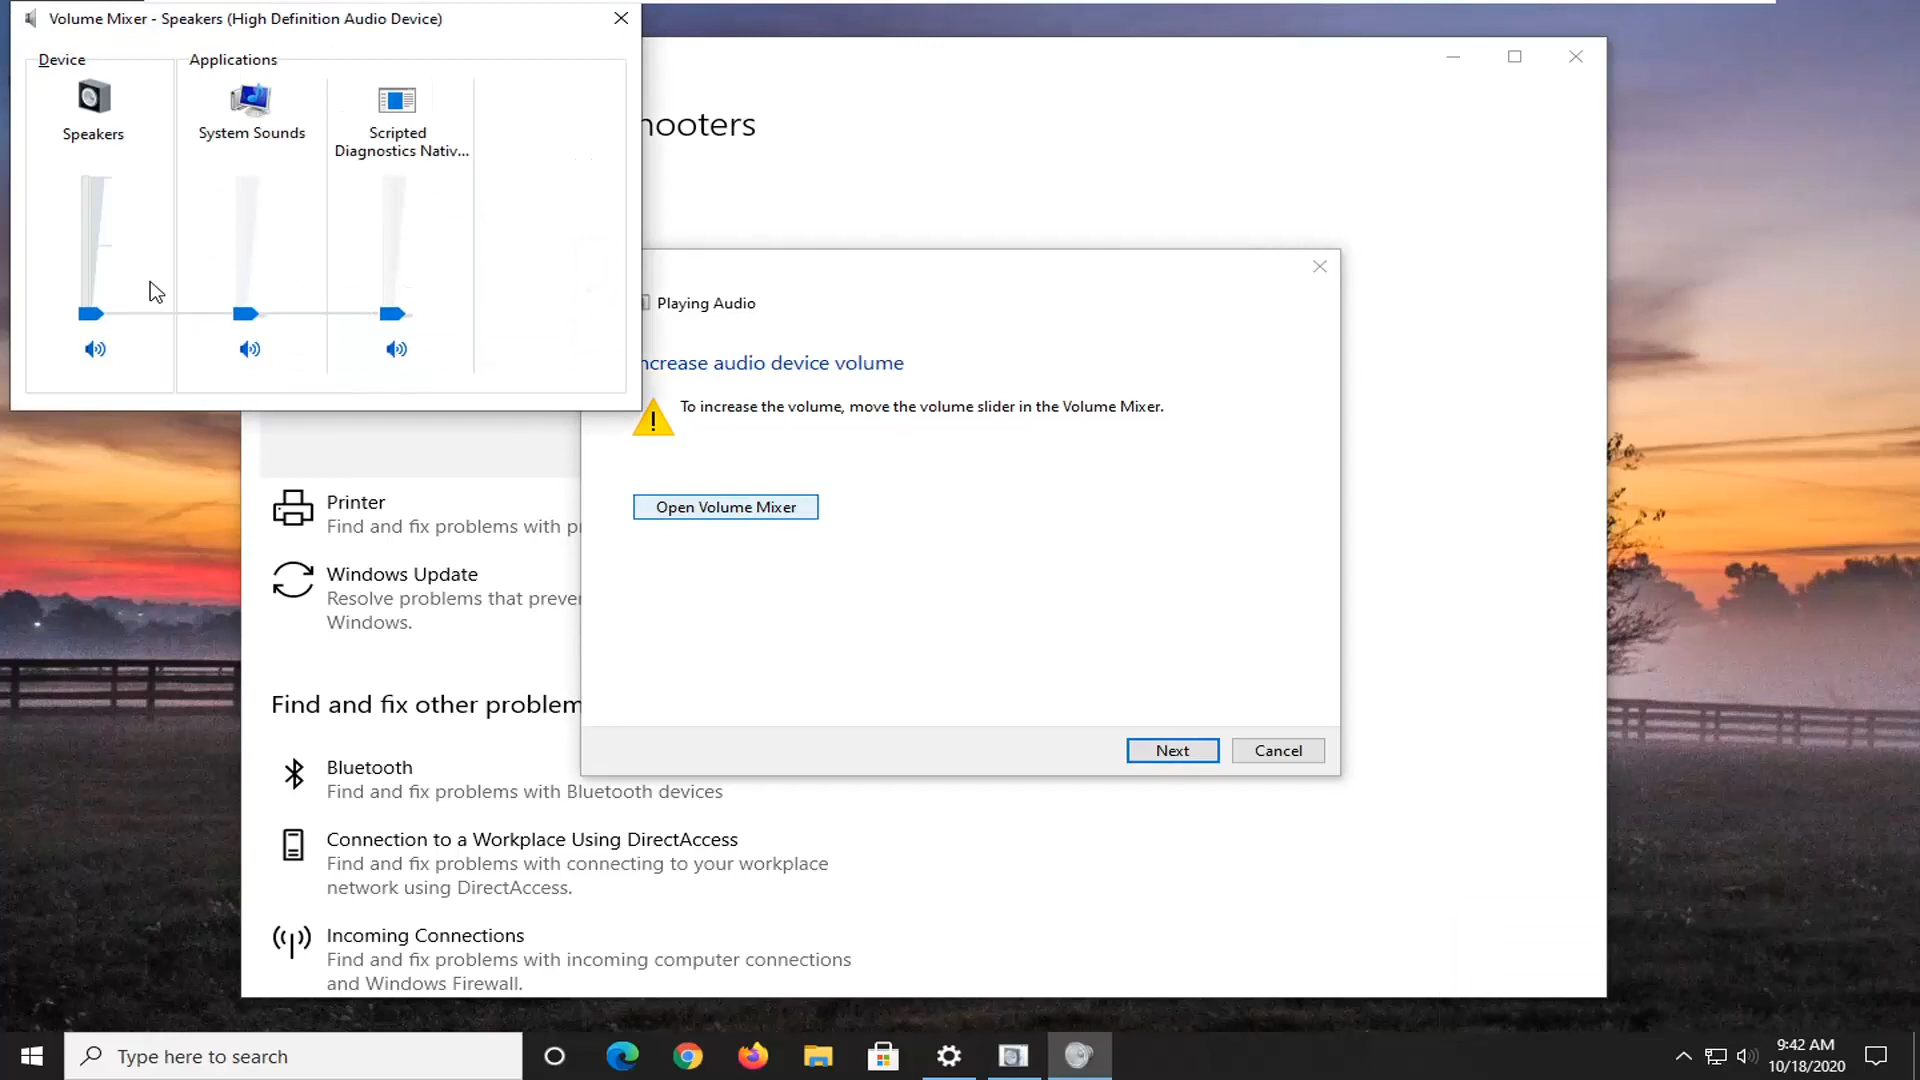 Volume Mixer - Speakers (High Definition Audio Device)
Device
Applications
Speakers
System Sounds
Scripted
Diagnostics Nativ...
hooters
Playing Audio
ncrease audio device volume
To increase the volume, move the volume slider in the Volume Mixer.
Open Volume Mixer
Printer
Find and fix problems with pr
Windows Update
Resolve problems that prever
Windows.
Find and fix other problem
Next
Cancel
Bluetooth
Find and fix problems with Bluetooth devices
Connection to a Workplace Using DirectAccess
Find and fix problems with connecting to your workplace
network using DirectAccess.
Incoming Connections
Find and fix problems with incoming computer connections
and Windows Firewall.
Type here to search
9:42 AM
10/18/2020